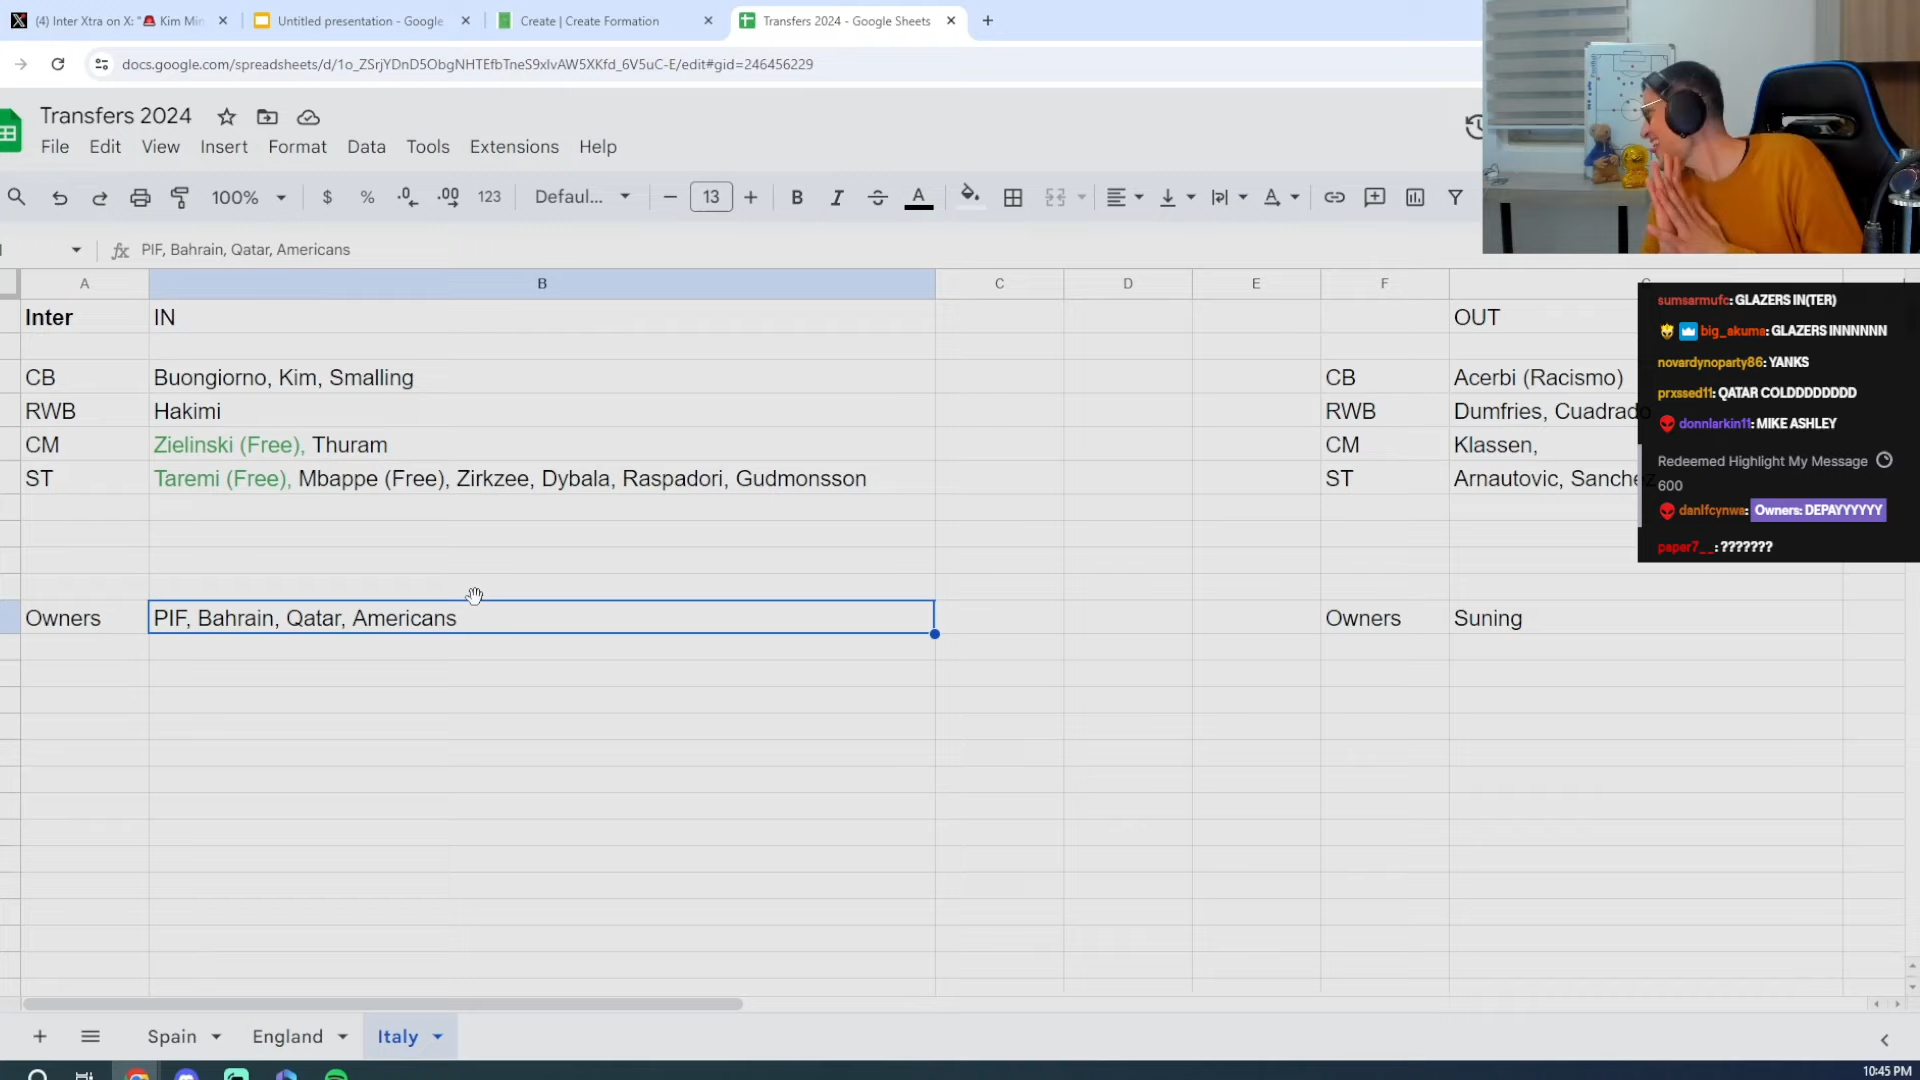 (4) Inter Xtra on X: "🚨 Kim Min
Untitled presentation - Google
Create | Create Formation
Transfers 2024 - Google Sheets
docs.google.com/spreadsheets/d/1o_ZSrjYDnD5ObgNHTEfbTneS9xlvAW5XKfd_6V5uC-E/edit#gid=246456229
Transfers 2024
File Edit View Insert Format Data Tools Extensions Help
100% $ % .0 .00 123 Defaul... 13 B I S A
fx PIF, Bahrain, Qatar, Americans
A B C D E F
Inter IN OUT
CB Buongiorno, Kim, Smalling CB Acerbi (Racismo)
RWB Hakimi RWB Dumfries, Cuadrado
CM Zielinski (Free), Thuram CM Klassen,
ST Taremi (Free), Mbappe (Free), Zirkzee, Dybala, Raspadori, Gudmonsson ST Arnautovic, Sanchez
Owners PIF, Bahrain, Qatar, Americans Owners Suning
sumsarmufc: GLAZERS IN(TER)
big_akuma: GLAZERS INNNNNN
novardynoparty86: YANKS
prxssed11: QATAR COLDDDDDDDD
donnlarkin11: MIKE ASHLEY
Redeemed Highlight My Message
600
danlfcynwa: Owners: DEPAYYYYYY
paper7__: ???????
Spain England Italy
10:45 PM